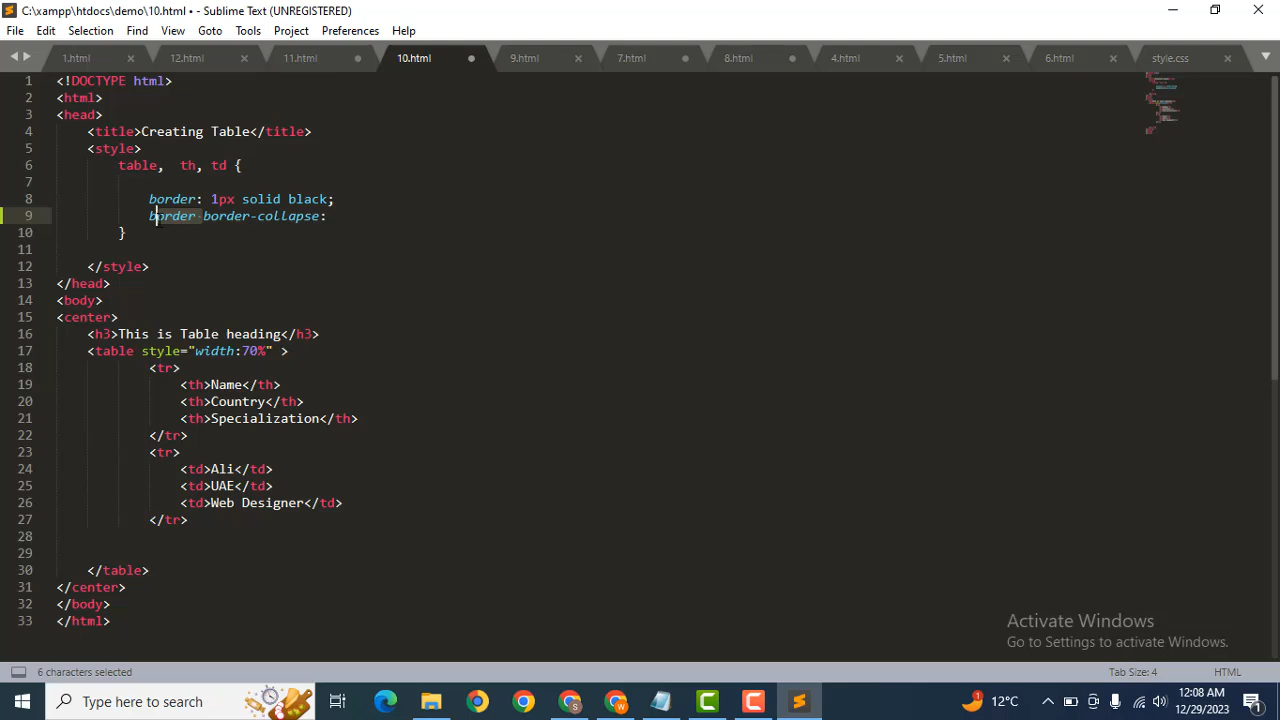 C:\xampp\htdocs\demo\10.html • - Sublime Text (UNREGISTERED)
File Edit Selection Find View Goto Tools Project Preferences Help
1.html 12.html 11.html 10.html 9.html 7.html 8.html 4.html 5.html 6.html style.css
1 <!DOCTYPE html>
2 <html>
3 <head>
4 <title>Creating Table</title>
5 <style>
6 table, th, td {
7
8 border: 1px solid black;
9 border border-collapse:
10 }
11
12 </style>
13 </head>
14 <body>
15 <center>
16 <h3>This is Table heading</h3>
17 <table style="width:70%" >
18 <tr>
19 <th>Name</th>
20 <th>Country</th>
21 <th>Specialization</th>
22 </tr>
23 <tr>
24 <td>Ali</td>
25 <td>UAE</td>
26 <td>Web Designer</td>
27 </tr>
28
29
30 </table>
31 </center>
32 </body>
33 </html>
Activate Windows
Go to Settings to activate Windows.
6 characters selected Tab Size: 4 HTML
Type here to search 12°C 12:08 AM
12/29/2023